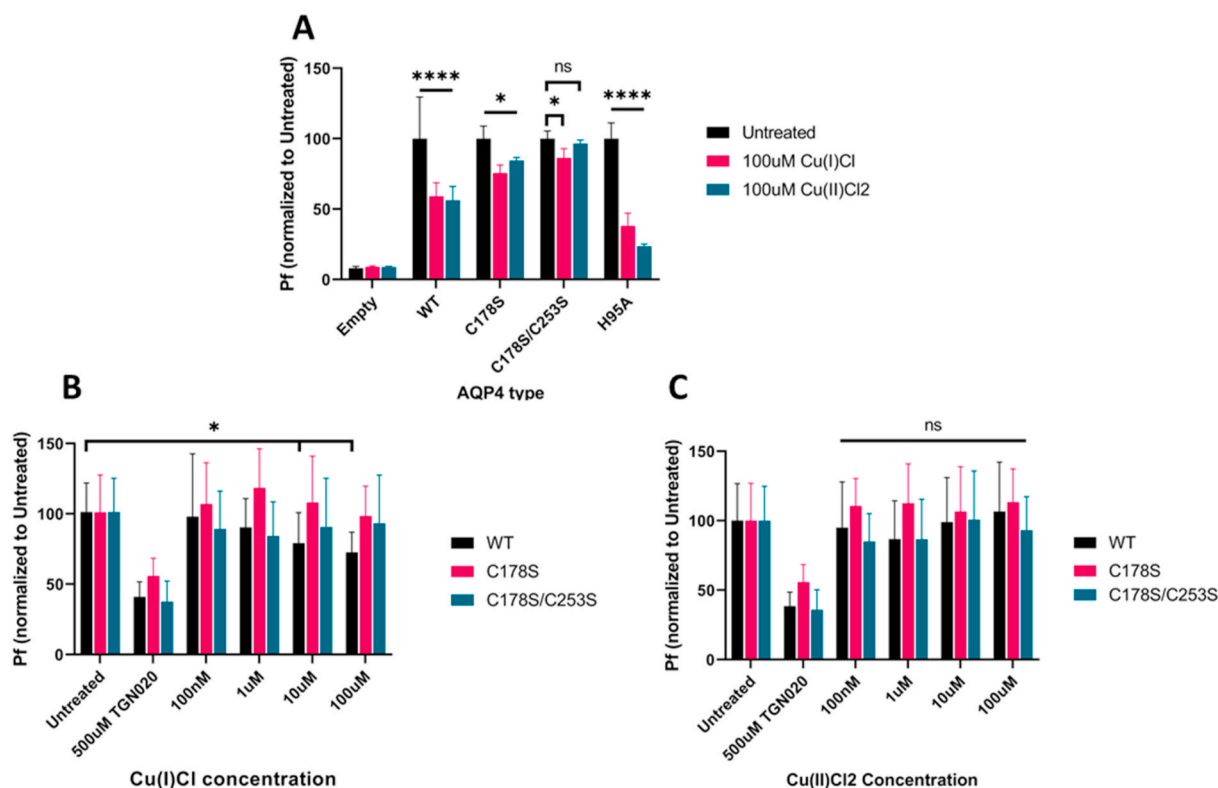 A
Pf (normalized to Untreated)
150
100
50
0
****
*
ns
*
****
Empty
WT
C178S
C178S/C253S
H95A
AQP4 type
Untreated
100uM Cu(I)Cl
100uM Cu(II)Cl2
B
Pf (normalized to Untreated)
150
100
50
0
*
Untreated
500uM TGN020
100nM
1uM
10uM
100uM
Cu(I)Cl concentration
WT
C178S
C178S/C253S
C
Pf (normalized to Untreated)
150
100
50
0
ns
Untreated
500uM TGN020
100nM
1uM
10uM
100uM
Cu(II)Cl2 Concentration
WT
C178S
C178S/C253S